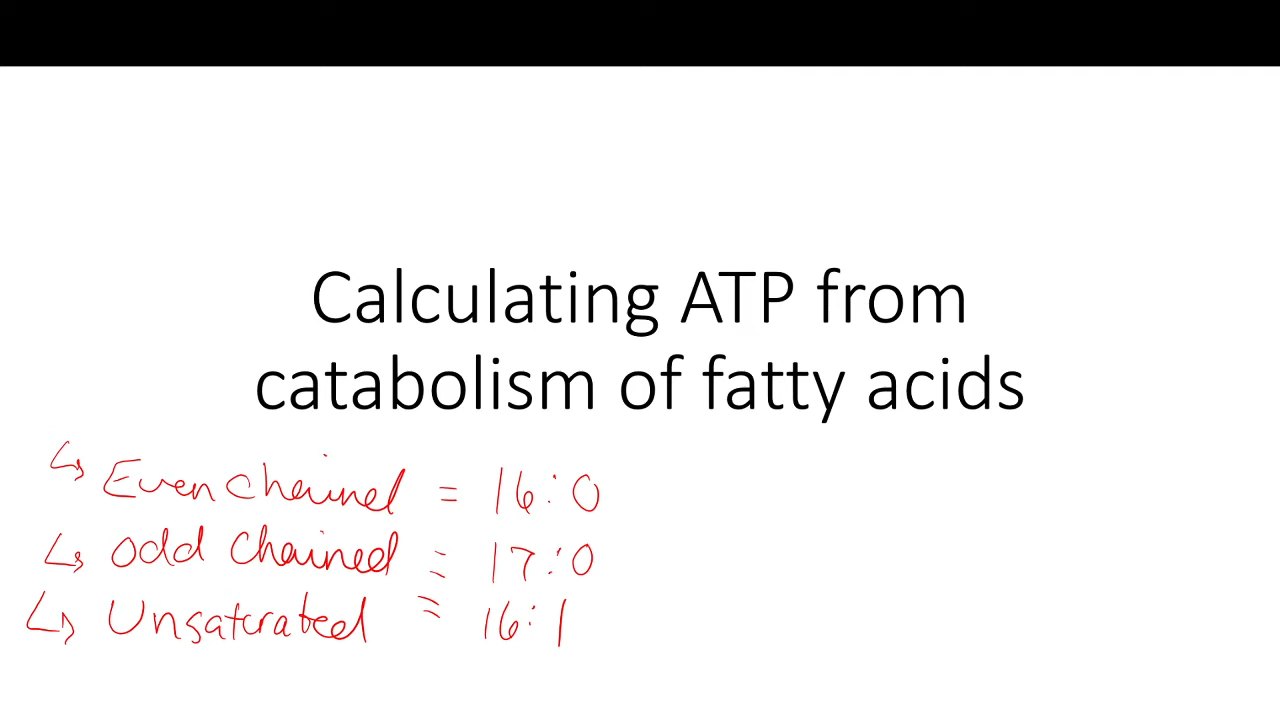 Calculating ATP from
catabolism of fatty acids
↳ Even chained = 16:0
↳ odd chained = 17:0
↳ Unsaturated = 16:1